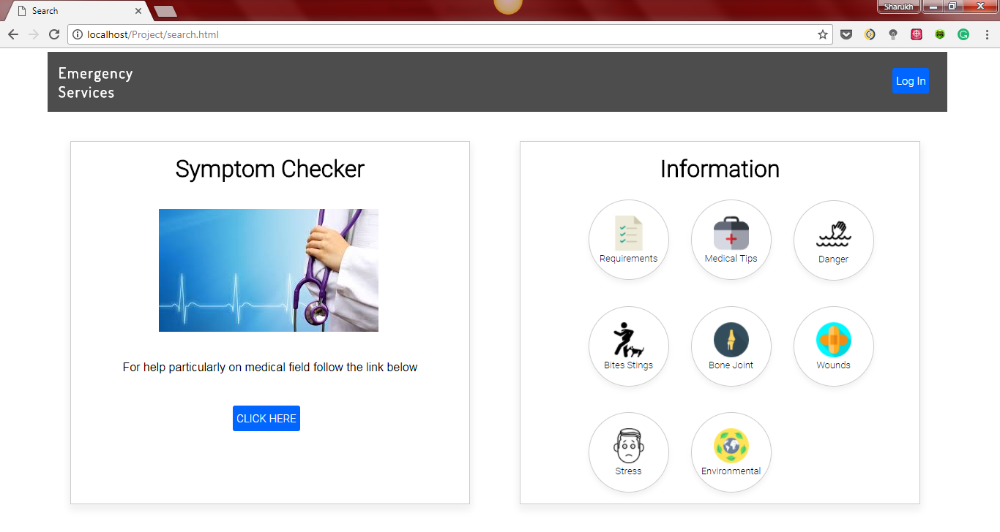 Search
Sharukh
localhost/Project/search.html
Emergency
Services
Log In
Symptom Checker
For help particularly on medical field follow the link below
CLICK HERE
Information
Requirements
Medical Tips
Danger
Bites Stings
Bone Joint
Wounds
Stress
Environmental